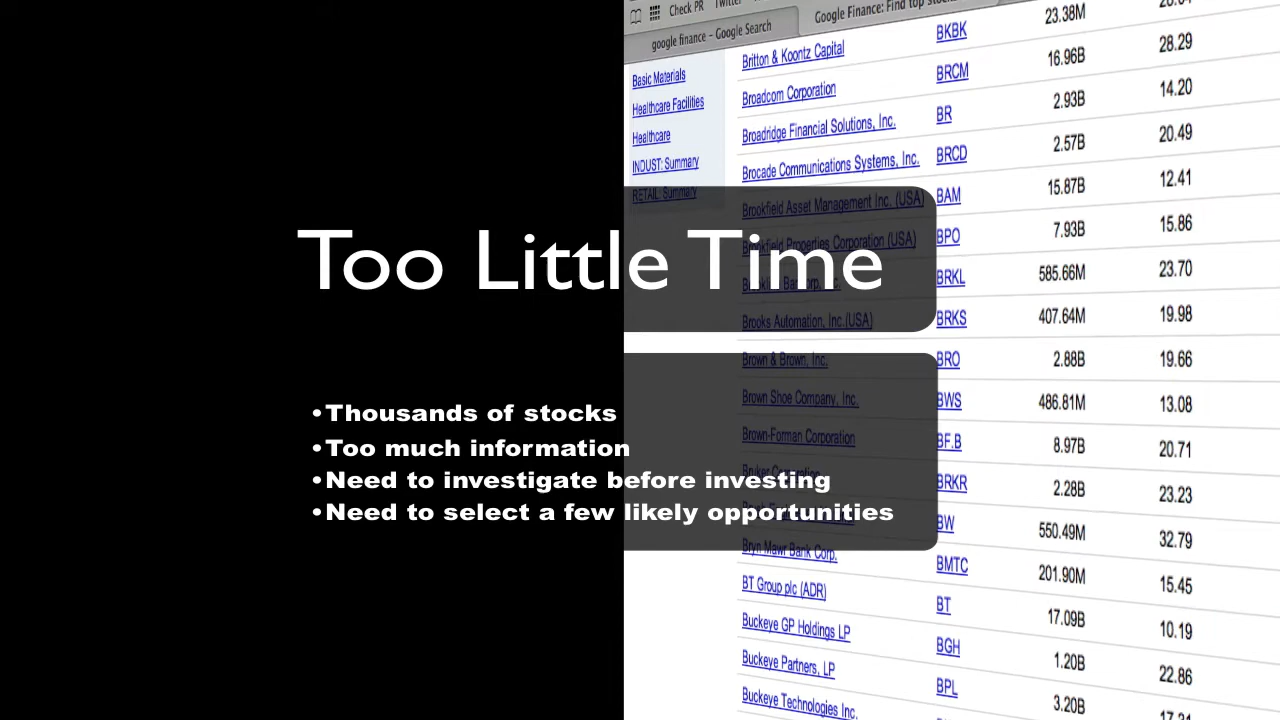 Check PR
Twitter
google finance – Google Search
Google Finance: Find top stocks
Basic Materials
Healthcare Facilities
Healthcare
INDUST: Summary
RETAIL: Summary
23.38M
Britton & Koontz Capital BKBK 16.96B 28.29
Broadcom Corporation BRCM 2.93B 14.20
Broadridge Financial Solutions, Inc. BR 2.57B 20.49
Brocade Communications Systems, Inc. BRCD 15.87B 12.41
Brookfield Asset Management Inc. (USA) BAM 7.93B 15.86
Brookfield Properties Corporation (USA) BPO 585.66M 23.70
Too Little Time
BRKL 407.64M 19.98
Brooks Automation, Inc.(USA) BRKS 2.88B 19.66
Brown & Brown, Inc. BRO 486.81M 13.08
Brown Shoe Company, Inc. BWS 8.97B 20.71
Brown-Forman Corporation BF.B 2.28B 23.23
Bruker Corporation BRKR 550.49M 32.79
•Thousands of stocks
•Too much information
•Need to investigate before investing
•Need to select a few likely opportunities
BW 201.90M 15.45
Bryn Mawr Bank Corp. BMTC 17.09B 10.19
BT Group plc (ADR) BT 1.20B 22.86
Buckeye GP Holdings LP BGH 3.20B
Buckeye Partners, LP BPL
Buckeye Technologies Inc.